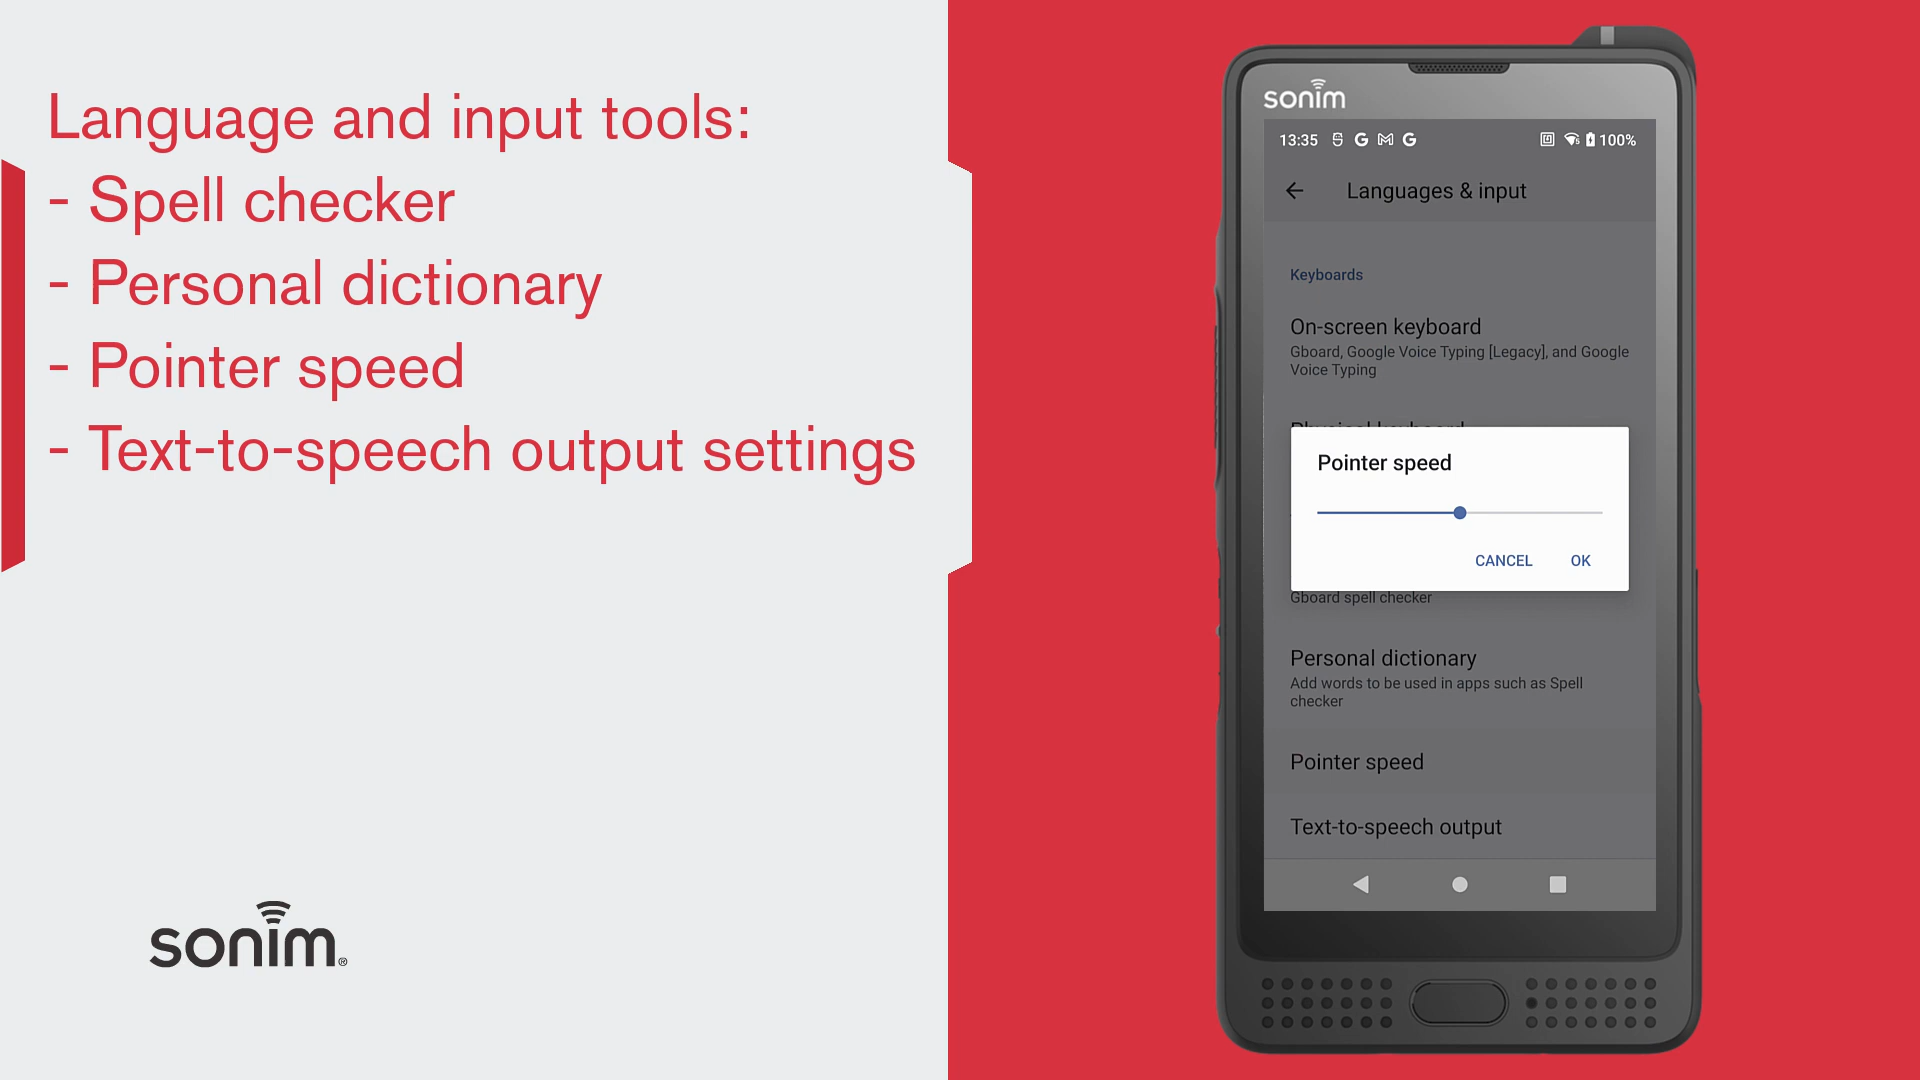 Language and input tools:
- Spell checker
- Personal dictionary
- Pointer speed
- Text-to-speech output settings
sonim®
sonim
13:35 G G 100%
Languages & input
Keyboards
On-screen keyboard
Gboard, Google Voice Typing [Legacy], and Google
Voice Typing
Physical keyboard
Pointer speed
CANCEL OK
Gboard spell checker
Personal dictionary
Add words to be used in apps such as Spell
checker
Pointer speed
Text-to-speech output